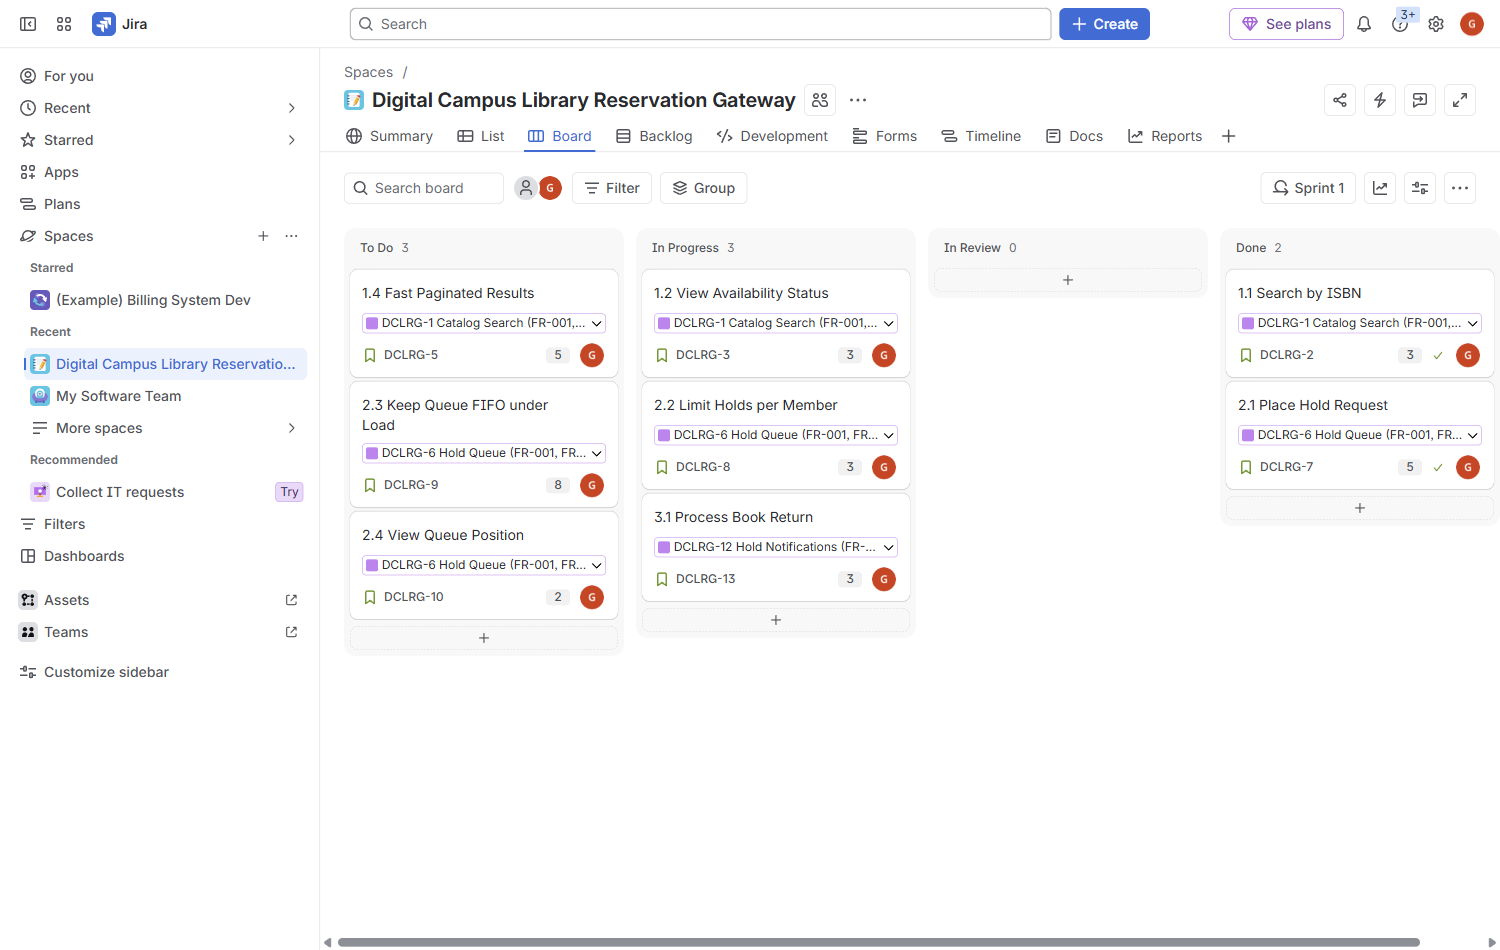 Jira
Search
Create
See plans
3+
G
For you
Recent
Starred
Apps
Plans
Spaces
Starred
(Example) Billing System Dev
Recent
Digital Campus Library Reservatio...
My Software Team
More spaces
Recommended
Collect IT requests
Try
Filters
Dashboards
Assets
Teams
Customize sidebar
Spaces /
Digital Campus Library Reservation Gateway
Summary
List
Board
Backlog
Development
Forms
Timeline
Docs
Reports
Search board
G
Filter
Group
Sprint 1
To Do 3
1.4 Fast Paginated Results
DCLRG-1 Catalog Search (FR-001,...
DCLRG-5 5 G
2.3 Keep Queue FIFO under
Load
DCLRG-6 Hold Queue (FR-001, FR...
DCLRG-9 8 G
2.4 View Queue Position
DCLRG-6 Hold Queue (FR-001, FR...
DCLRG-10 2 G
In Progress 3
1.2 View Availability Status
DCLRG-1 Catalog Search (FR-001,...
DCLRG-3 3 G
2.2 Limit Holds per Member
DCLRG-6 Hold Queue (FR-001, FR...
DCLRG-8 3 G
3.1 Process Book Return
DCLRG-12 Hold Notifications (FR-...
DCLRG-13 3 G
In Review 0
Done 2
1.1 Search by ISBN
DCLRG-1 Catalog Search (FR-001,...
DCLRG-2 3 G
2.1 Place Hold Request
DCLRG-6 Hold Queue (FR-001, FR...
DCLRG-7 5 G